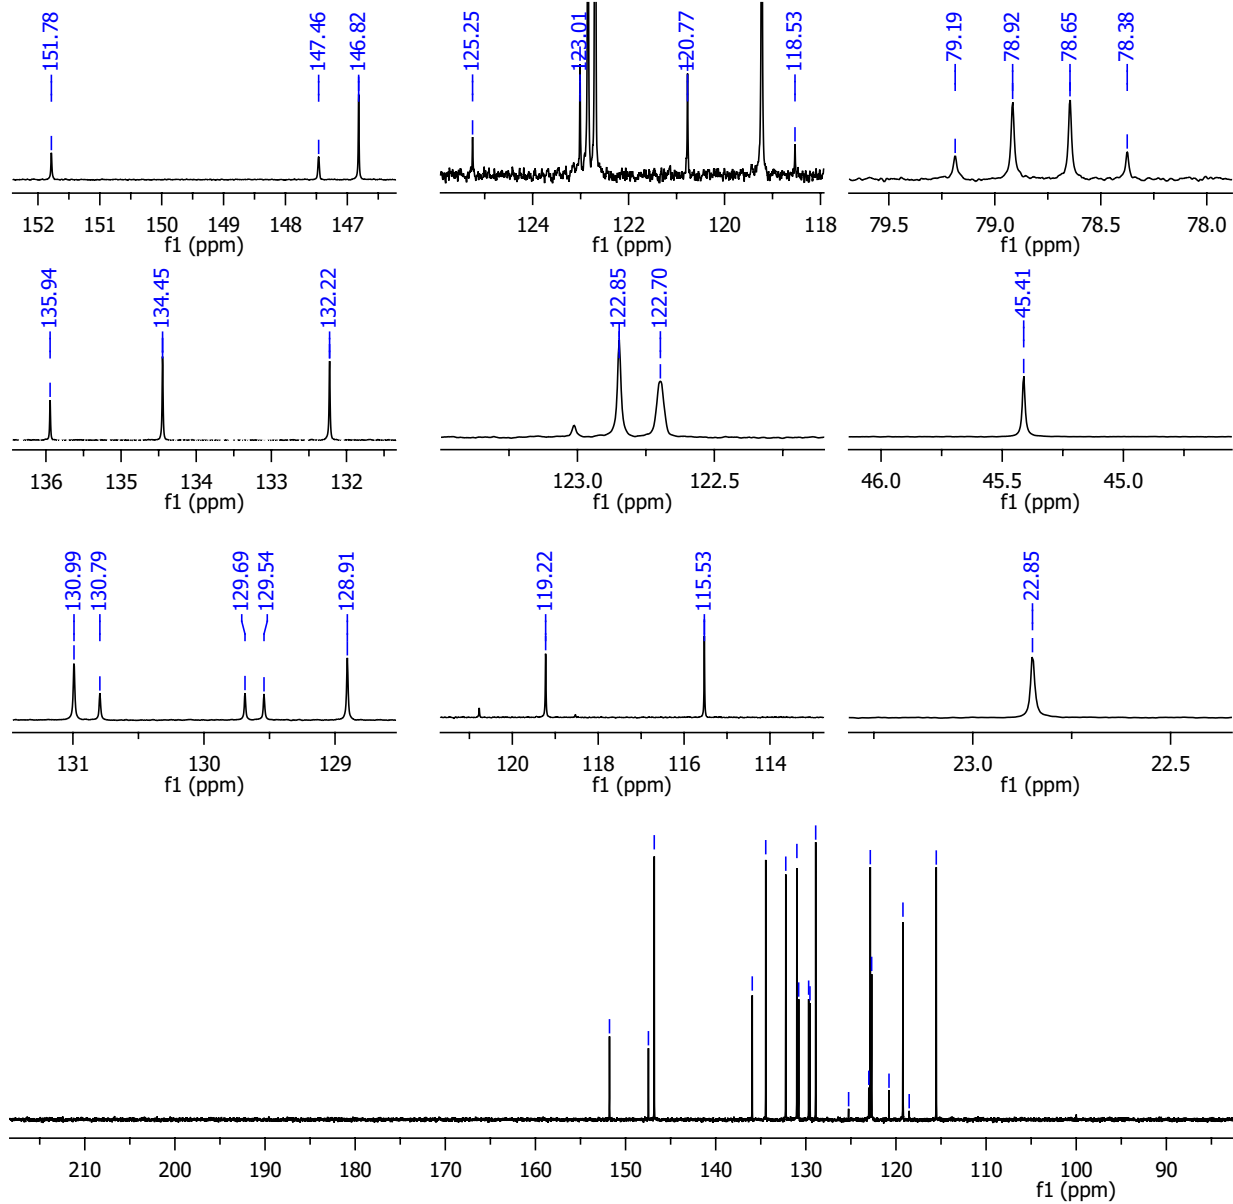 151.78 147.46 146.82
152 151 150 149 148 147
f1 (ppm)
125.25 123.01 120.77 118.53
124 122 120 118
f1 (ppm)
79.19 78.92 78.65 78.38
79.5 79.0 78.5 78.0
f1 (ppm)
135.94 134.45 132.22
136 135 134 133 132
f1 (ppm)
122.85 122.70
123.0 122.5
f1 (ppm)
45.41
46.0 45.5 45.0
f1 (ppm)
130.99 130.79 129.69 129.54 128.91
131 130 129
f1 (ppm)
119.22 115.53
120 118 116 114
f1 (ppm)
22.85
23.0 22.5
f1 (ppm)
210 200 190 180 170 160 150 140 130 120 110 100 90
f1 (ppm)